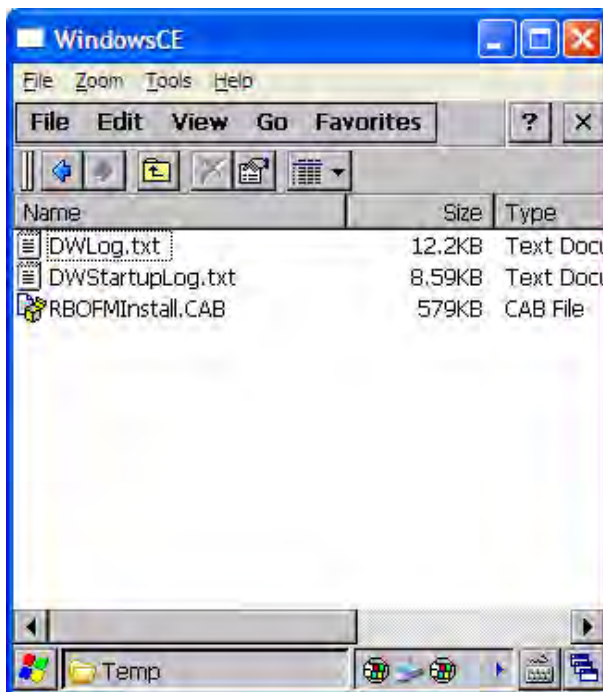 WindowsCE
File Zoom Tools Help
File Edit View Go Favorites ? ×
Name Size Type
DWLog.txt 12.2KB Text Docu
DWStartupLog.txt 8.59KB Text Docu
RBOFMInstall.CAB 579KB CAB File
Temp